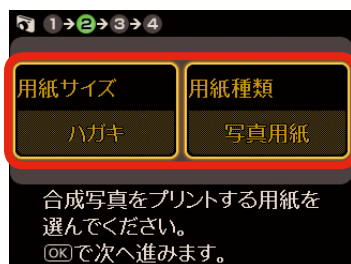 1→2→3→4
用紙サイズ 用紙種類
ハガキ 写真用紙
合成写真をプリントする用紙を
選んでください。
OKで次へ進みます。